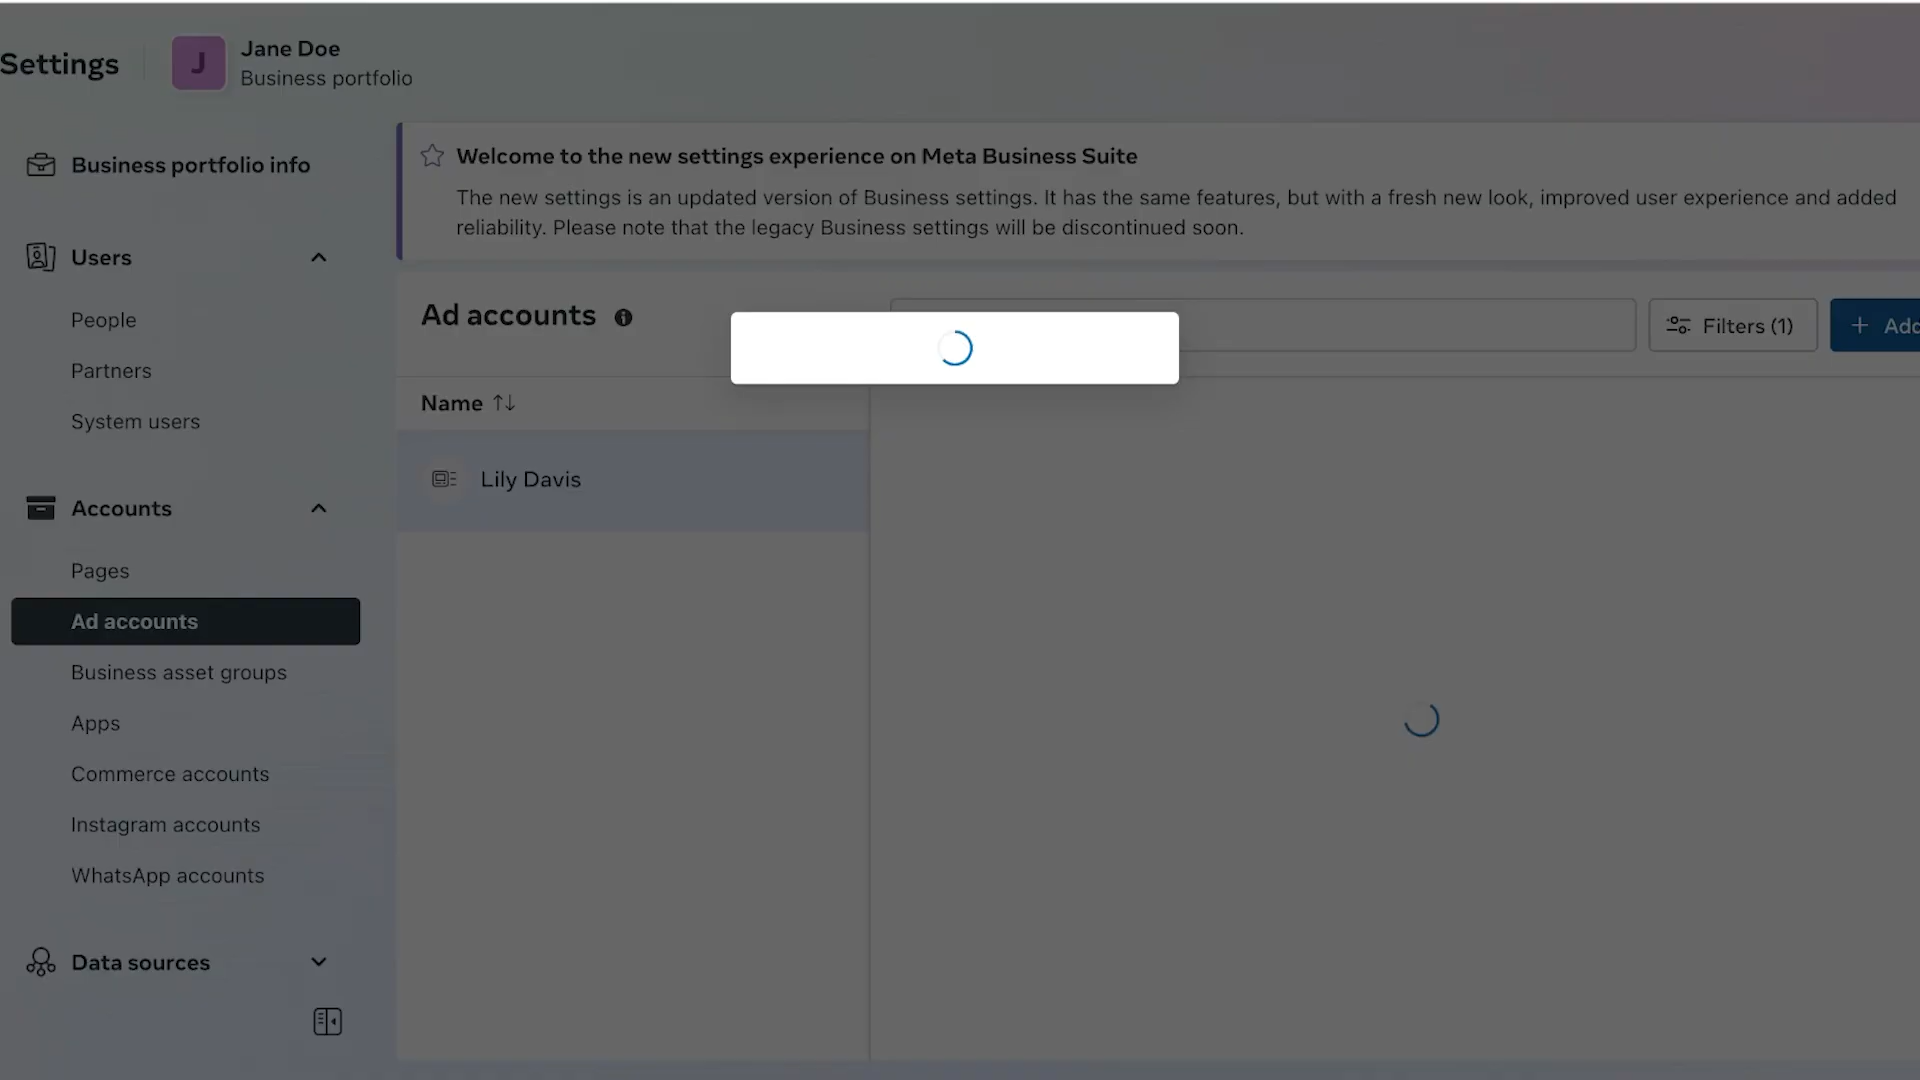 Settings
J
Jane Doe
Business portfolio
Business portfolio info
Users
People
Partners
System users
Accounts
Pages
Ad accounts
Business asset groups
Apps
Commerce accounts
Instagram accounts
WhatsApp accounts
Data sources
Welcome to the new settings experience on Meta Business Suite
The new settings is an updated version of Business settings. It has the same features, but with a fresh new look, improved user experience and added
reliability. Please note that the legacy Business settings will be discontinued soon.
Ad accounts
Filters (1)
+ Add
Name
Lily Davis